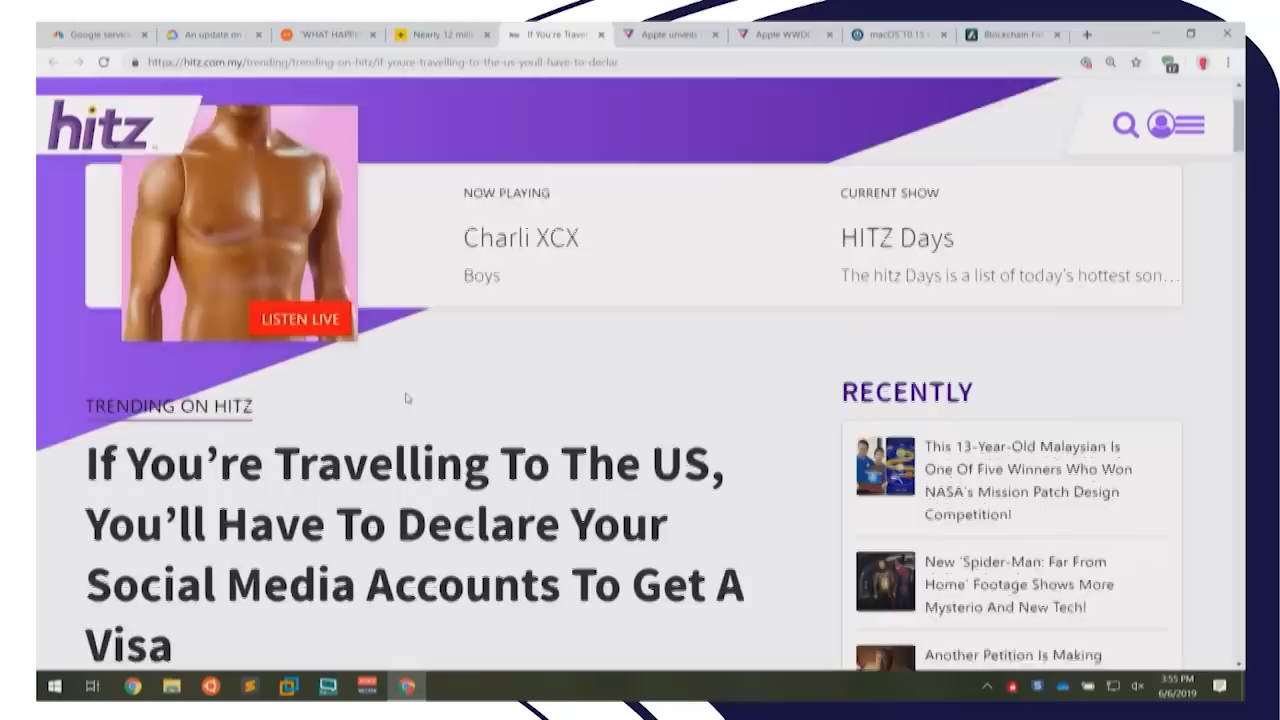 Google servic
An update on
'WHAT HAPPE
Nearly 12 milli
If You're Travel
Apple unveils
Apple WWDC
macOS 10.15
Blockchain
https://hitz.com.my/trending/trending-on-hitz/if youre-travelling-to-the-us-youll-have-to-declar
hitz
NOW PLAYING
CURRENT SHOW
Charli XCX
HITZ Days
Boys
The hitz Days is a list of today's hottest son...
LISTEN LIVE
TRENDING ON HITZ
If You're Travelling To The US,
You'll Have To Declare Your
Social Media Accounts To Get A
Visa
RECENTLY
This 13-Year-Old Malaysian Is
One Of Five Winners Who Won
NASA's Mission Patch Design
Competition!
New 'Spider-Man: Far From
Home' Footage Shows More
Mysterio And New Tech!
Another Petition Is Making
3:55 PM
6/6/2019